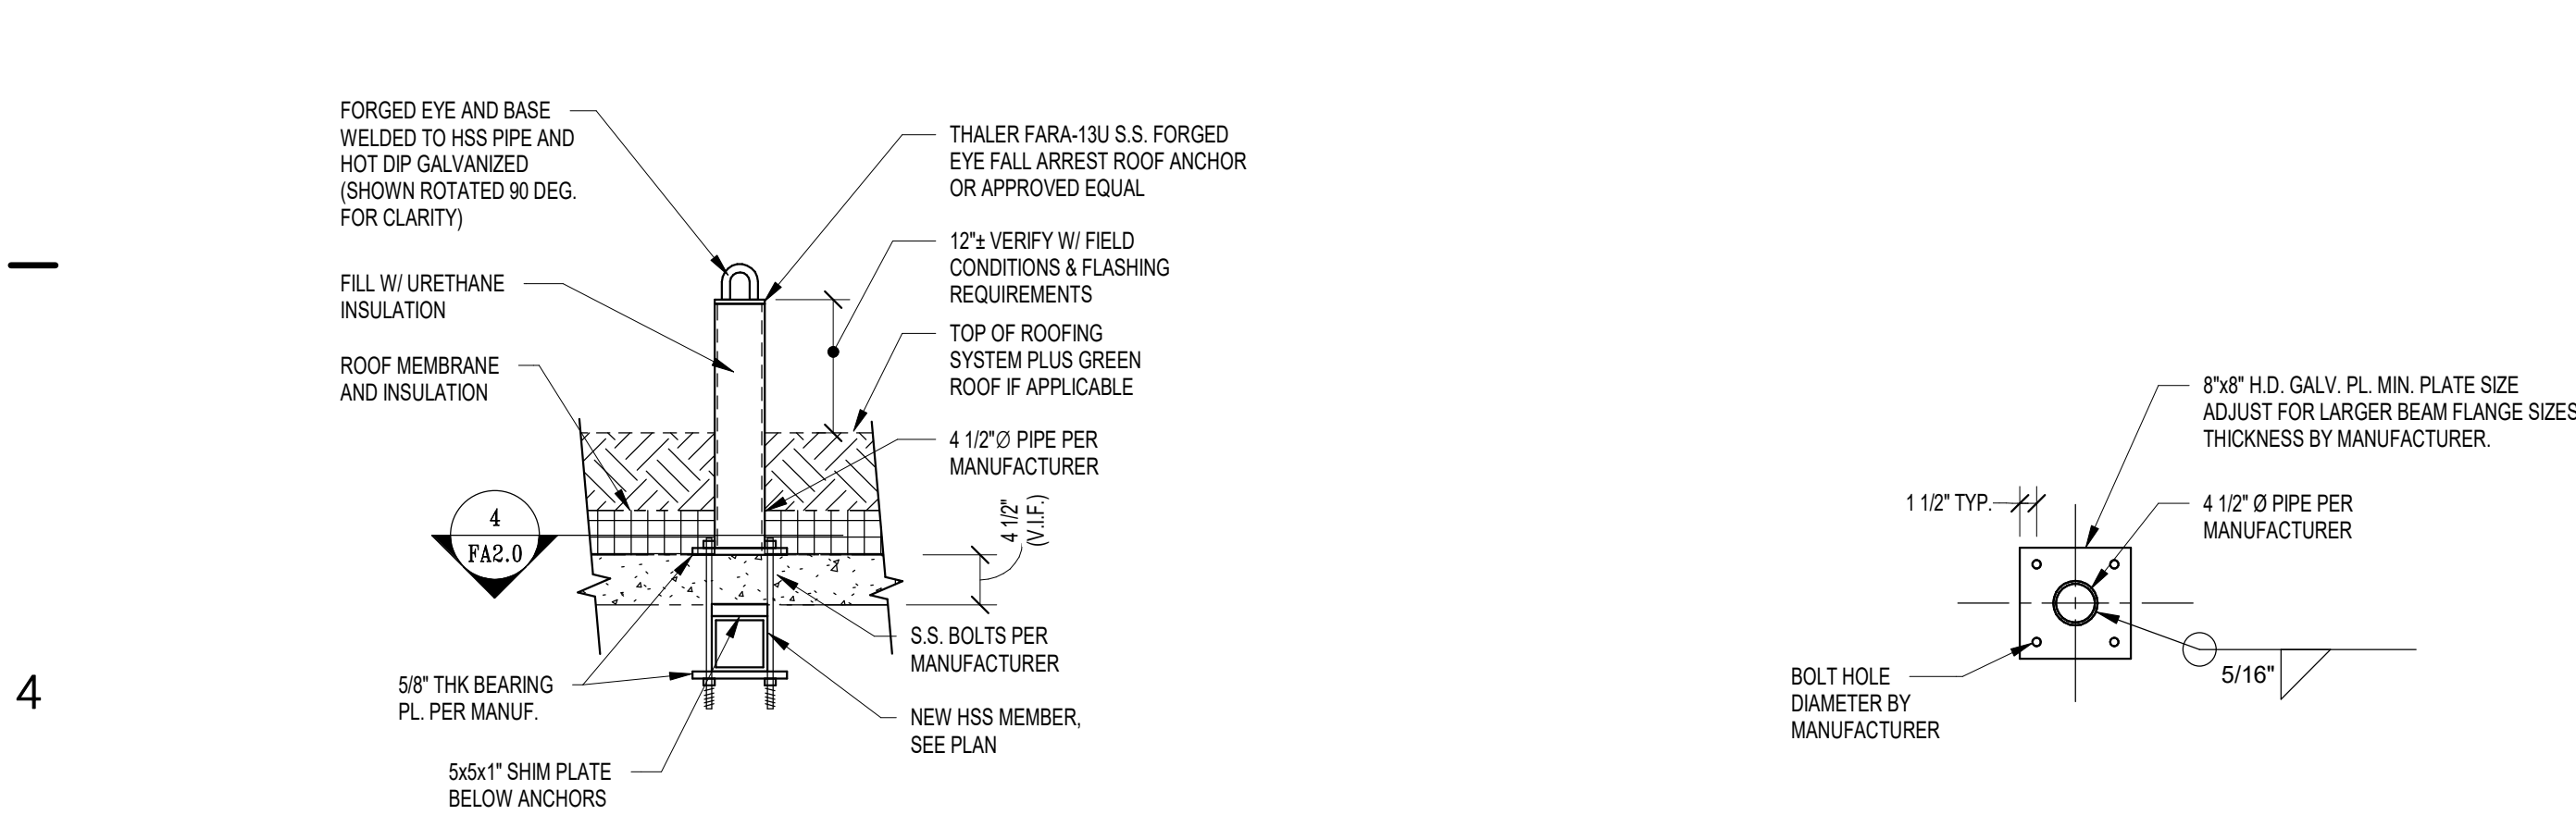 FORGED EYE AND BASE
WELDED TO HSS PIPE AND
HOT DIP GALVANIZED
(SHOWN ROTATED 90 DEG.
FOR CLARITY)
FILL W/ URETHANE
INSULATION
ROOF MEMBRANE
AND INSULATION
4
FA2.0
5/8" THK BEARING
PL. PER MANUF.
5x5x1" SHIM PLATE
BELOW ANCHORS
THALER FARA-13U S.S. FORGED
EYE FALL ARREST ROOF ANCHOR
OR APPROVED EQUAL
12"± VERIFY W/ FIELD
CONDITIONS & FLASHING
REQUIREMENTS
TOP OF ROOFING
SYSTEM PLUS GREEN
ROOF IF APPLICABLE
4 1/2"Ø PIPE PER
MANUFACTURER
4 1/2"
(V.I.F.)
S.S. BOLTS PER
MANUFACTURER
NEW HSS MEMBER,
SEE PLAN
8"x8" H.D. GALV. PL. MIN. PLATE SIZE
ADJUST FOR LARGER BEAM FLANGE SIZES
THICKNESS BY MANUFACTURER.
1 1/2" TYP.
4 1/2" Ø PIPE PER
MANUFACTURER
5/16"
BOLT HOLE
DIAMETER BY
MANUFACTURER
4